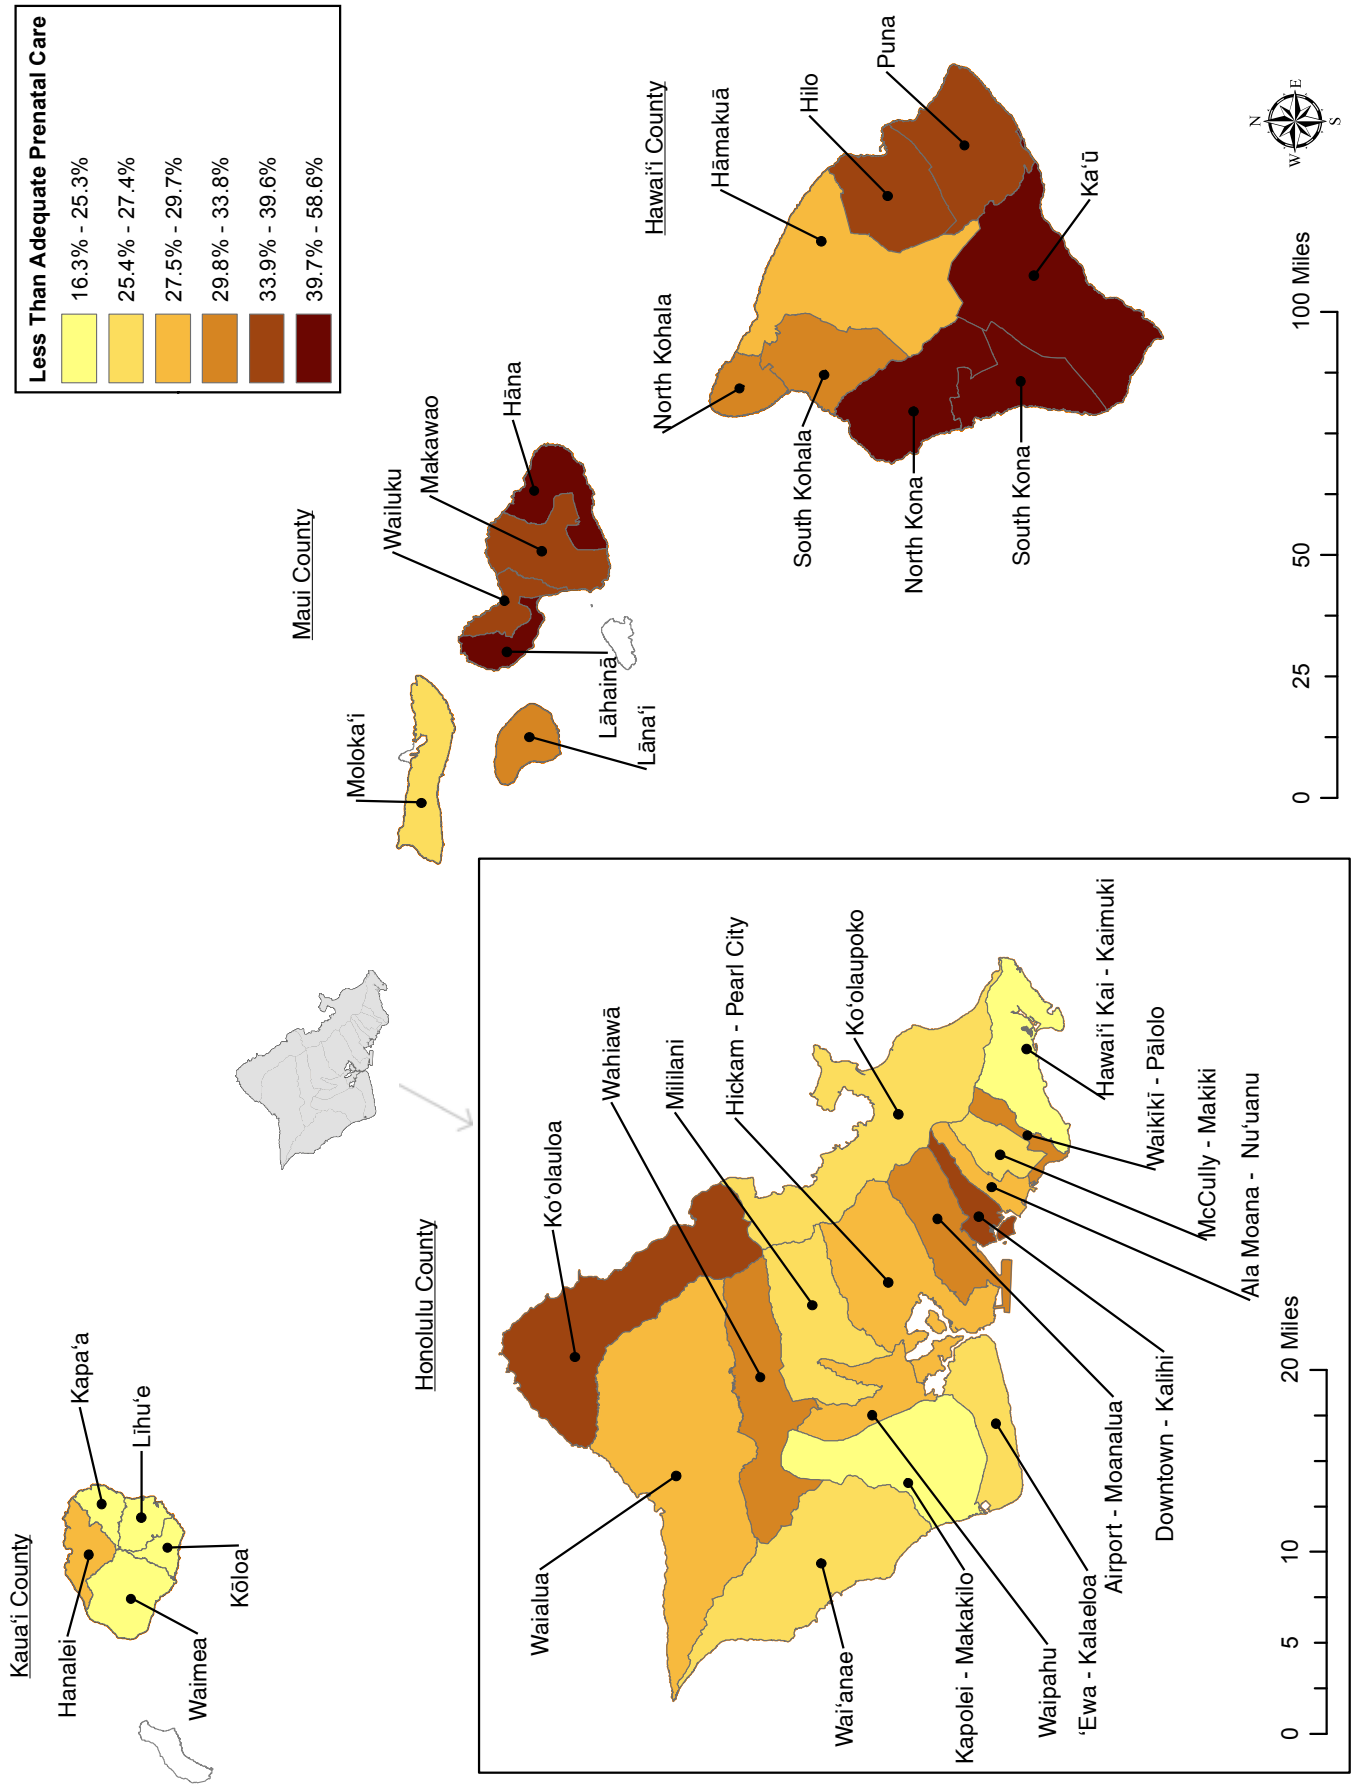 Less Than Adequate Prenatal Care
16.3% - 25.3%
25.4% - 27.4%
27.5% - 29.7%
29.8% - 33.8%
33.9% - 39.6%
39.7% - 58.6%
Kauaʻi County
Hanalei
Kapaʻa
Līhuʻe
Waimea
Kōloa
Honolulu County
Koʻolauloa
Wahiawā
Mililani
Hickam - Pearl City
Koʻolaupoko
Waialua
Waiʻanae
Kapolei - Makakilo
Waipahu
ʻEwa - Kalaeloa
Airport - Moanalua
Downtown - Kalihi
Ala Moana - Nuʻuanu
McCully - Makiki
Waikiki - Pālolo
Hawaiʻi Kai - Kaimuki
0 5 10 20 Miles
Maui County
Molokaʻi
Wailuku
Makawao
Hāna
Lāhainā
Lānaʻi
Hawaiʻi County
North Kohala
Hāmakuā
Hilo
Puna
South Kohala
North Kona
South Kona
Kaʻū
0 25 50 100 Miles
N
W E
S